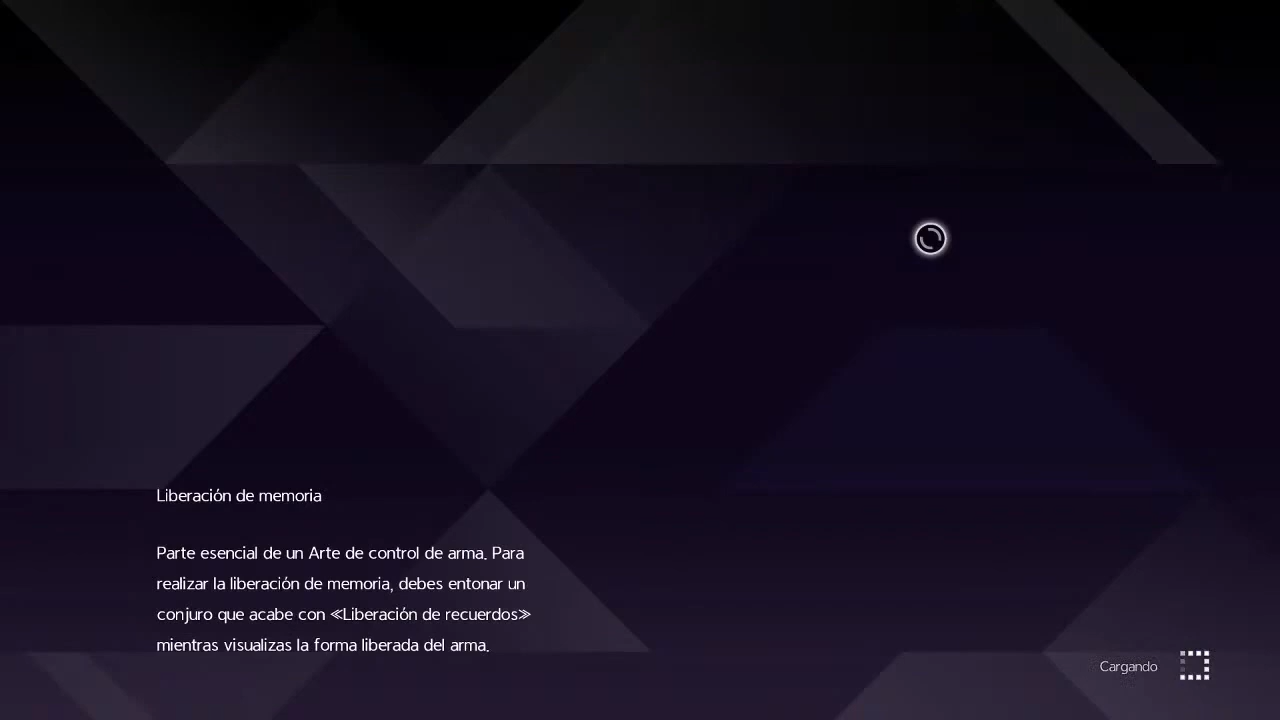 Liberación de memoria
Parte esencial de un Arte de control de arma. Para
realizar la liberación de memoria, debes entonar un
conjuro que acabe con ≪Liberación de recuerdos≫
mientras visualizas la forma liberada del arma.
Cargando